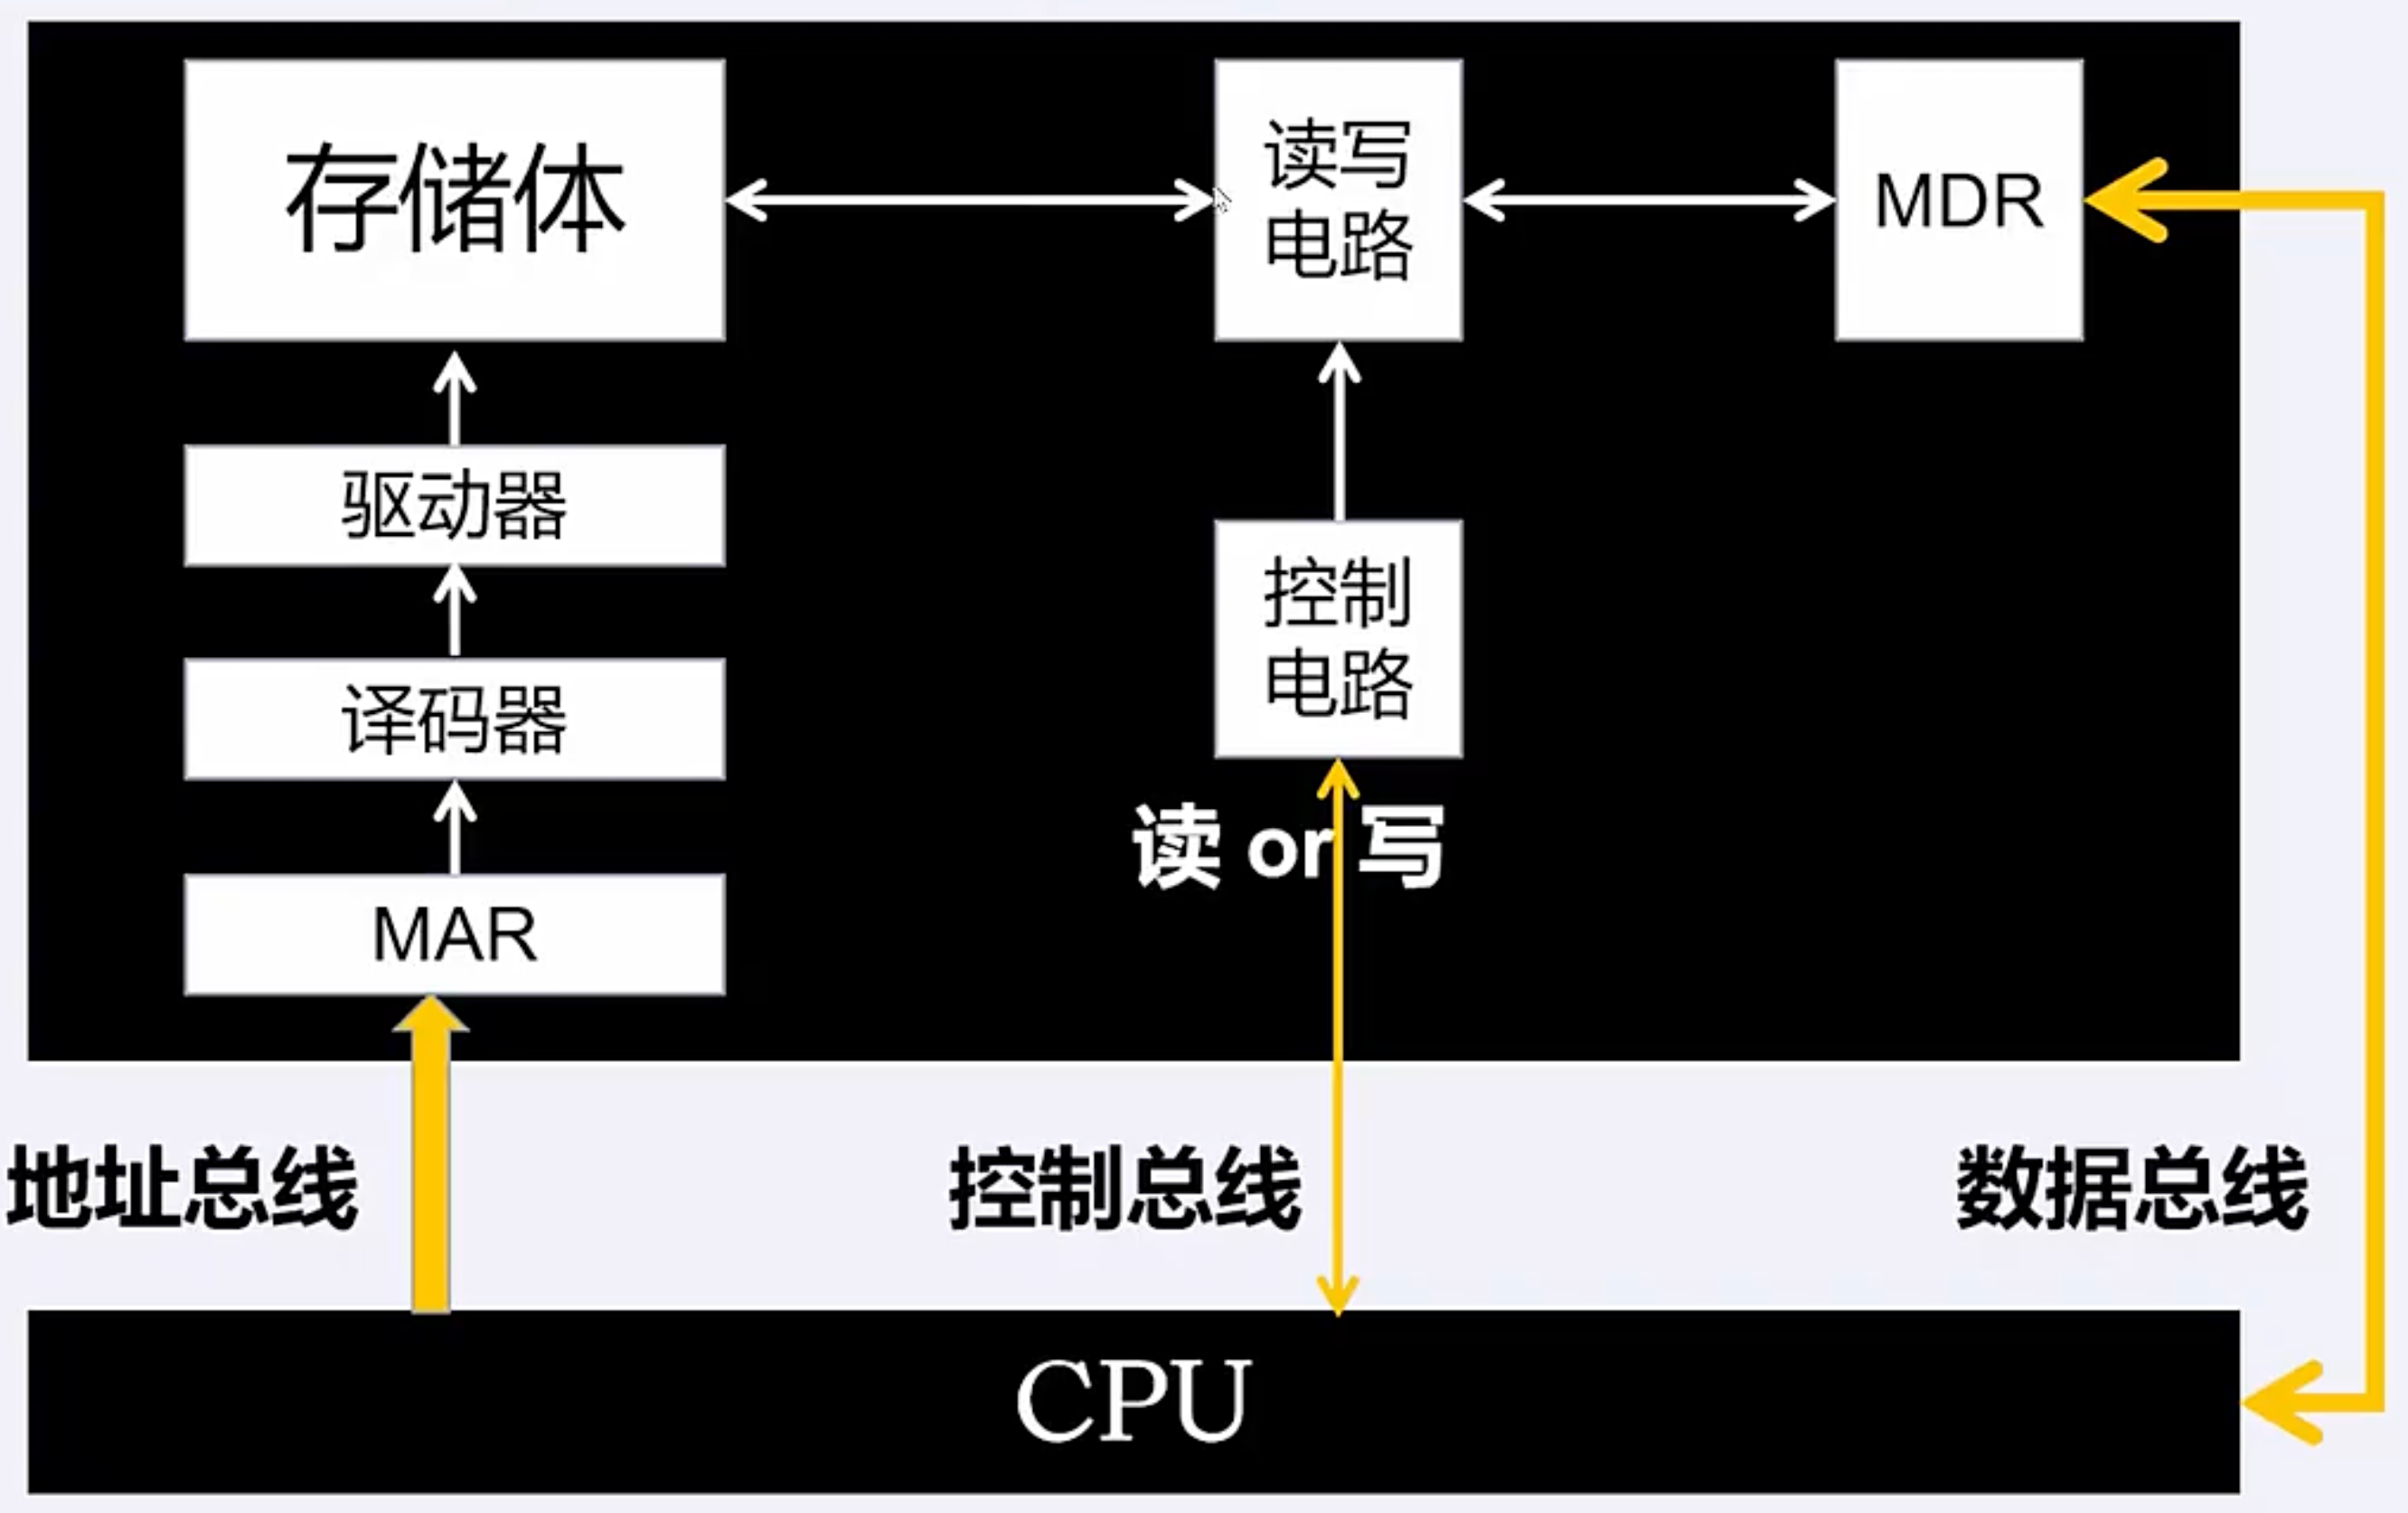 存储体
读写
电路
MDR
驱动器
控制
电路
译码器
读 or 写
MAR
地址总线
控制总线
数据总线
CPU